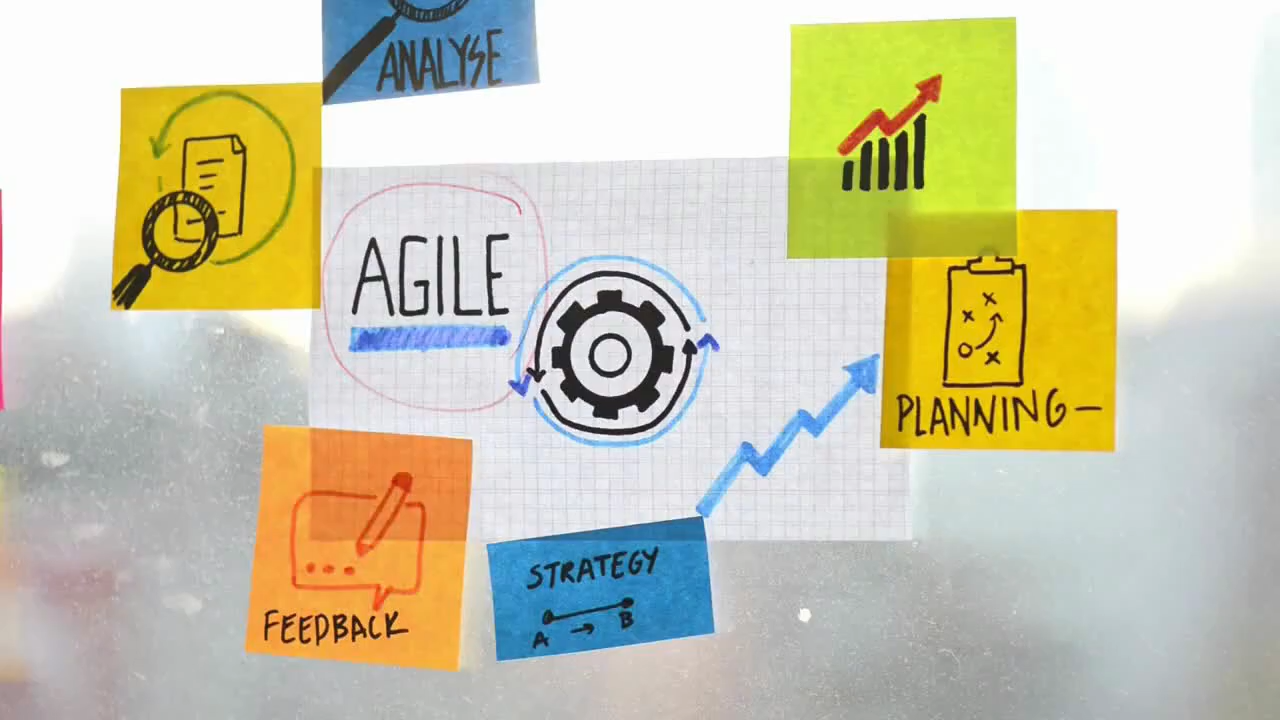 ANALYSE
AGILE
PLANNING—
FEEDBACK
STRATEGY
A → B